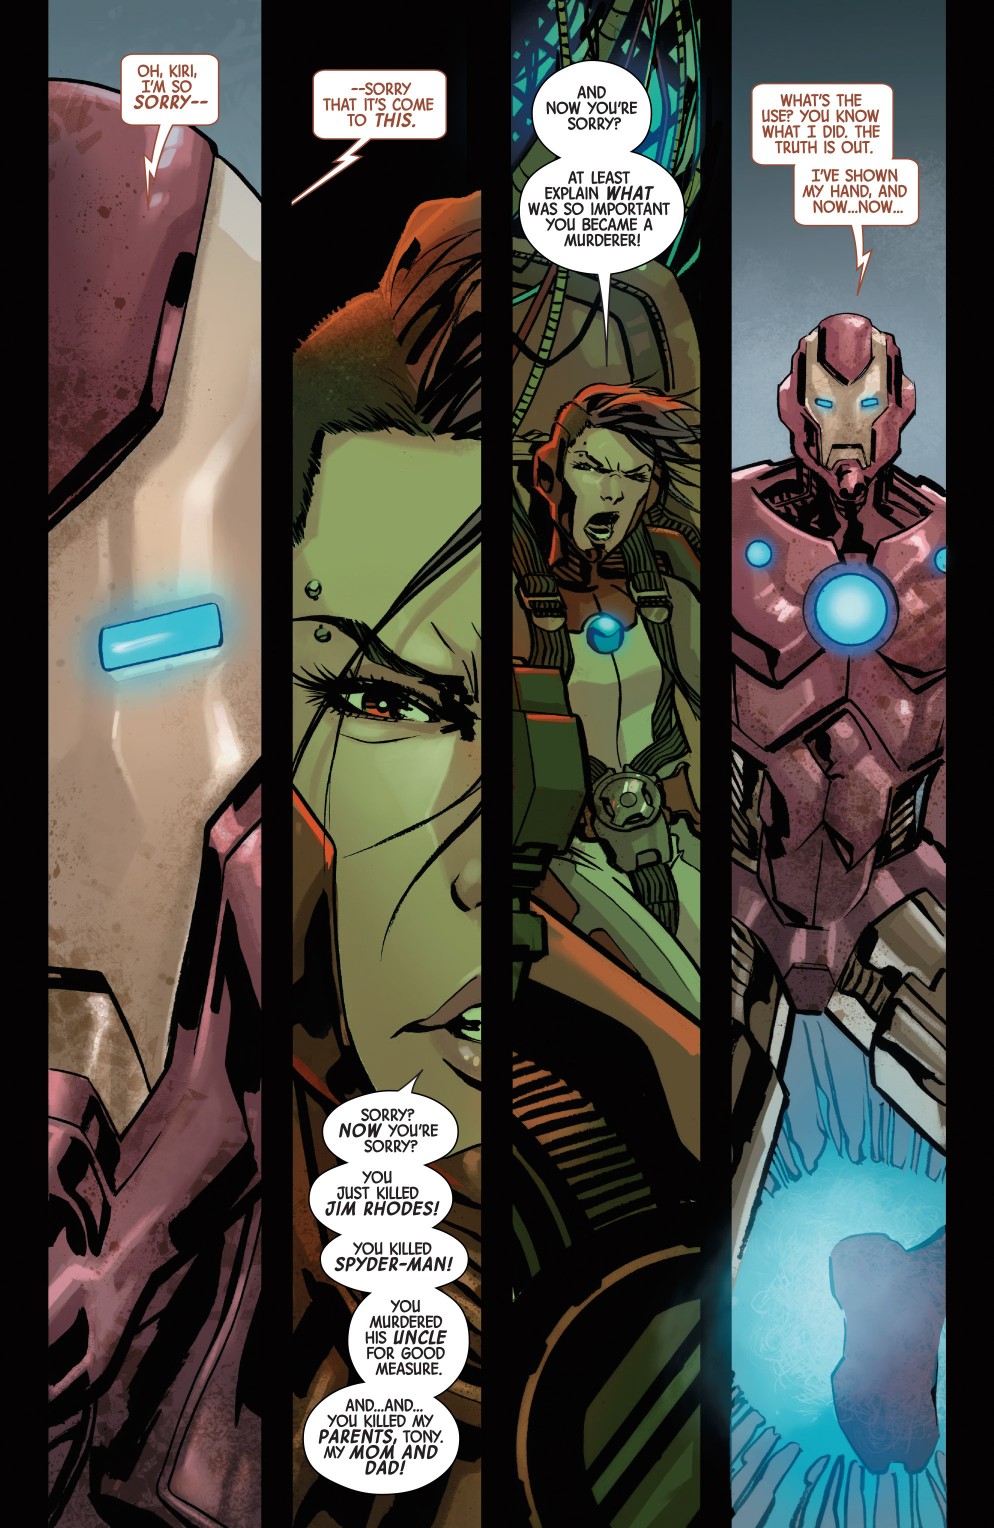 OH, KIRI,
I'M SO
SORRY--
--SORRY
THAT IT'S COME
TO THIS.
SORRY?
NOW YOU'RE
SORRY?
YOU
JUST KILLED
JIM RHODES!
YOU KILLED
SPYDER-MAN!
YOU
MURDERED
HIS UNCLE
FOR GOOD
MEASURE.
AND...AND...
YOU KILLED MY
PARENTS, TONY.
MY MOM AND
DAD!
AND
NOW YOU'RE
SORRY?
AT LEAST
EXPLAIN WHAT
WAS SO IMPORTANT
YOU BECAME A
MURDERER!
WHAT'S THE
USE? YOU KNOW
WHAT I DID. THE
TRUTH IS OUT.
I'VE SHOWN
MY HAND, AND
NOW...NOW...